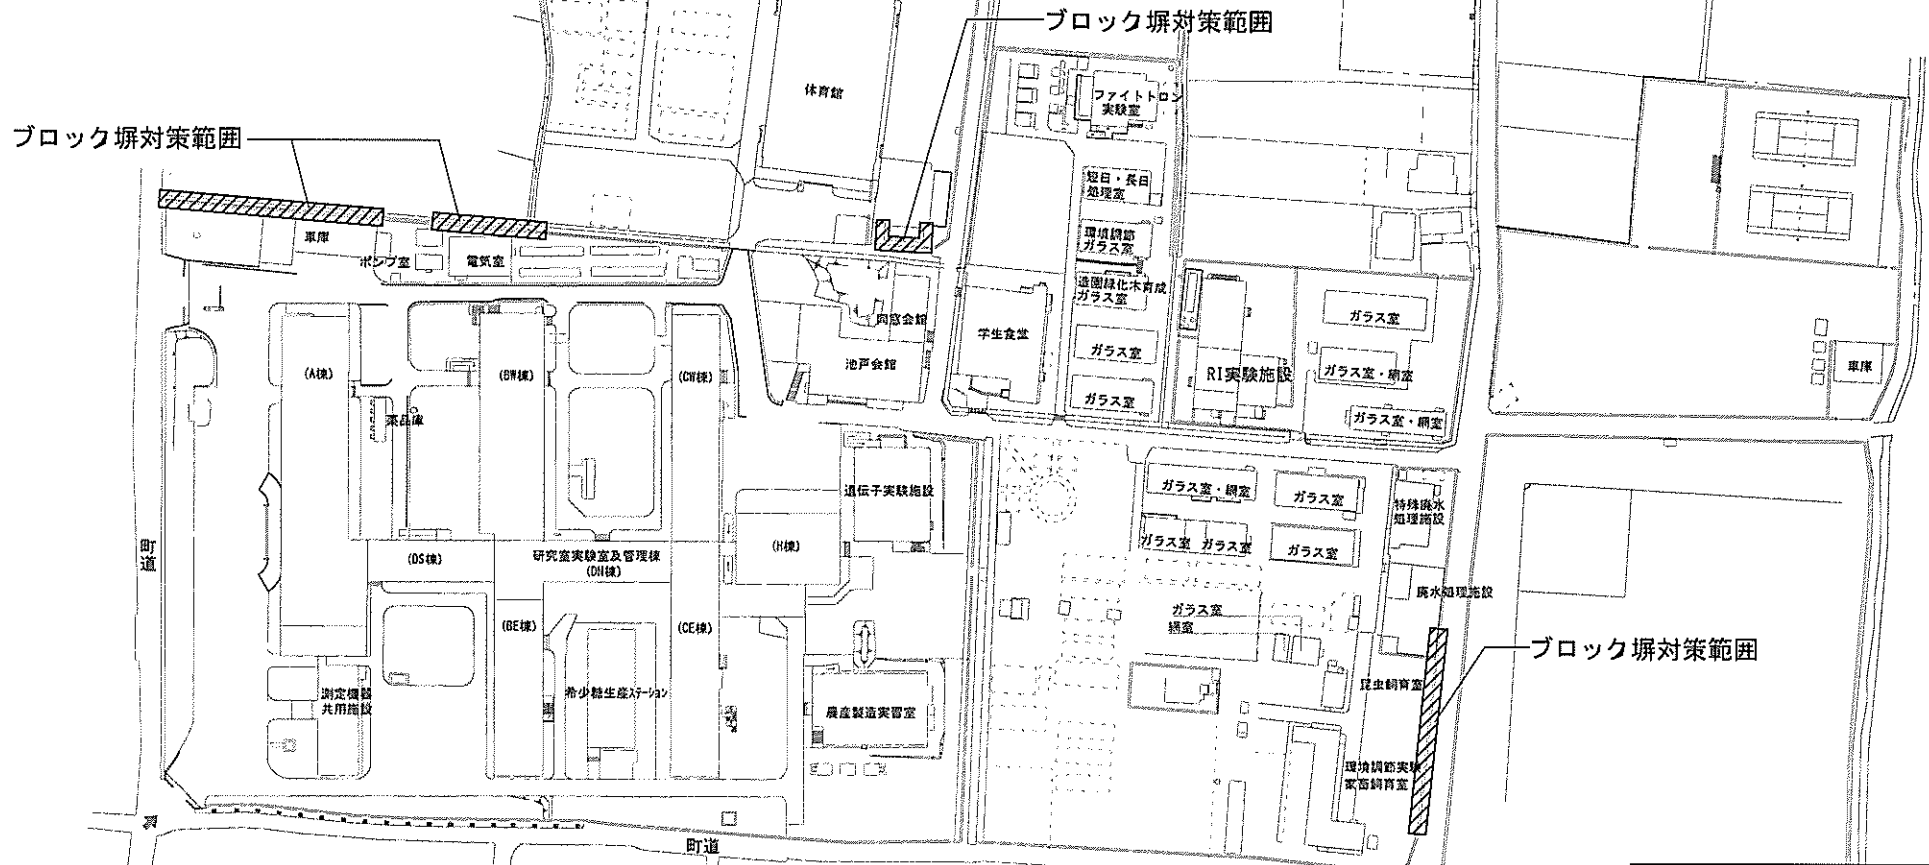 ブロック塀対策範囲
体育館
ファイトトロン
実験室
ブロック塀対策範囲
短日・長日
処理室
車庫
ポンプ室
電気室
環境調節
ガラス室
造園緑化木育成
ガラス室
同窓会館
学生食堂
ガラス室
ガラス室
池戸会館
ガラス室
RI実験施設
ガラス室・網室
車庫
(A棟)
(BW棟)
(CW棟)
ガラス室
ガラス室・網室
薬品庫
遺伝子実験施設
ガラス室・網室
ガラス室
特殊廃水
処理施設
町道
(DS棟)
研究室実験室及管理棟
(DN棟)
(H棟)
ガラス室
ガラス室
ガラス室
廃水処理施設
ガラス室
網室
(BE棟)
(CE棟)
ブロック塀対策範囲
昆虫飼育室
測定機器
共用施設
希少糖生産ステーション
農産製造実習室
環境調節実験
家畜飼育室
町道